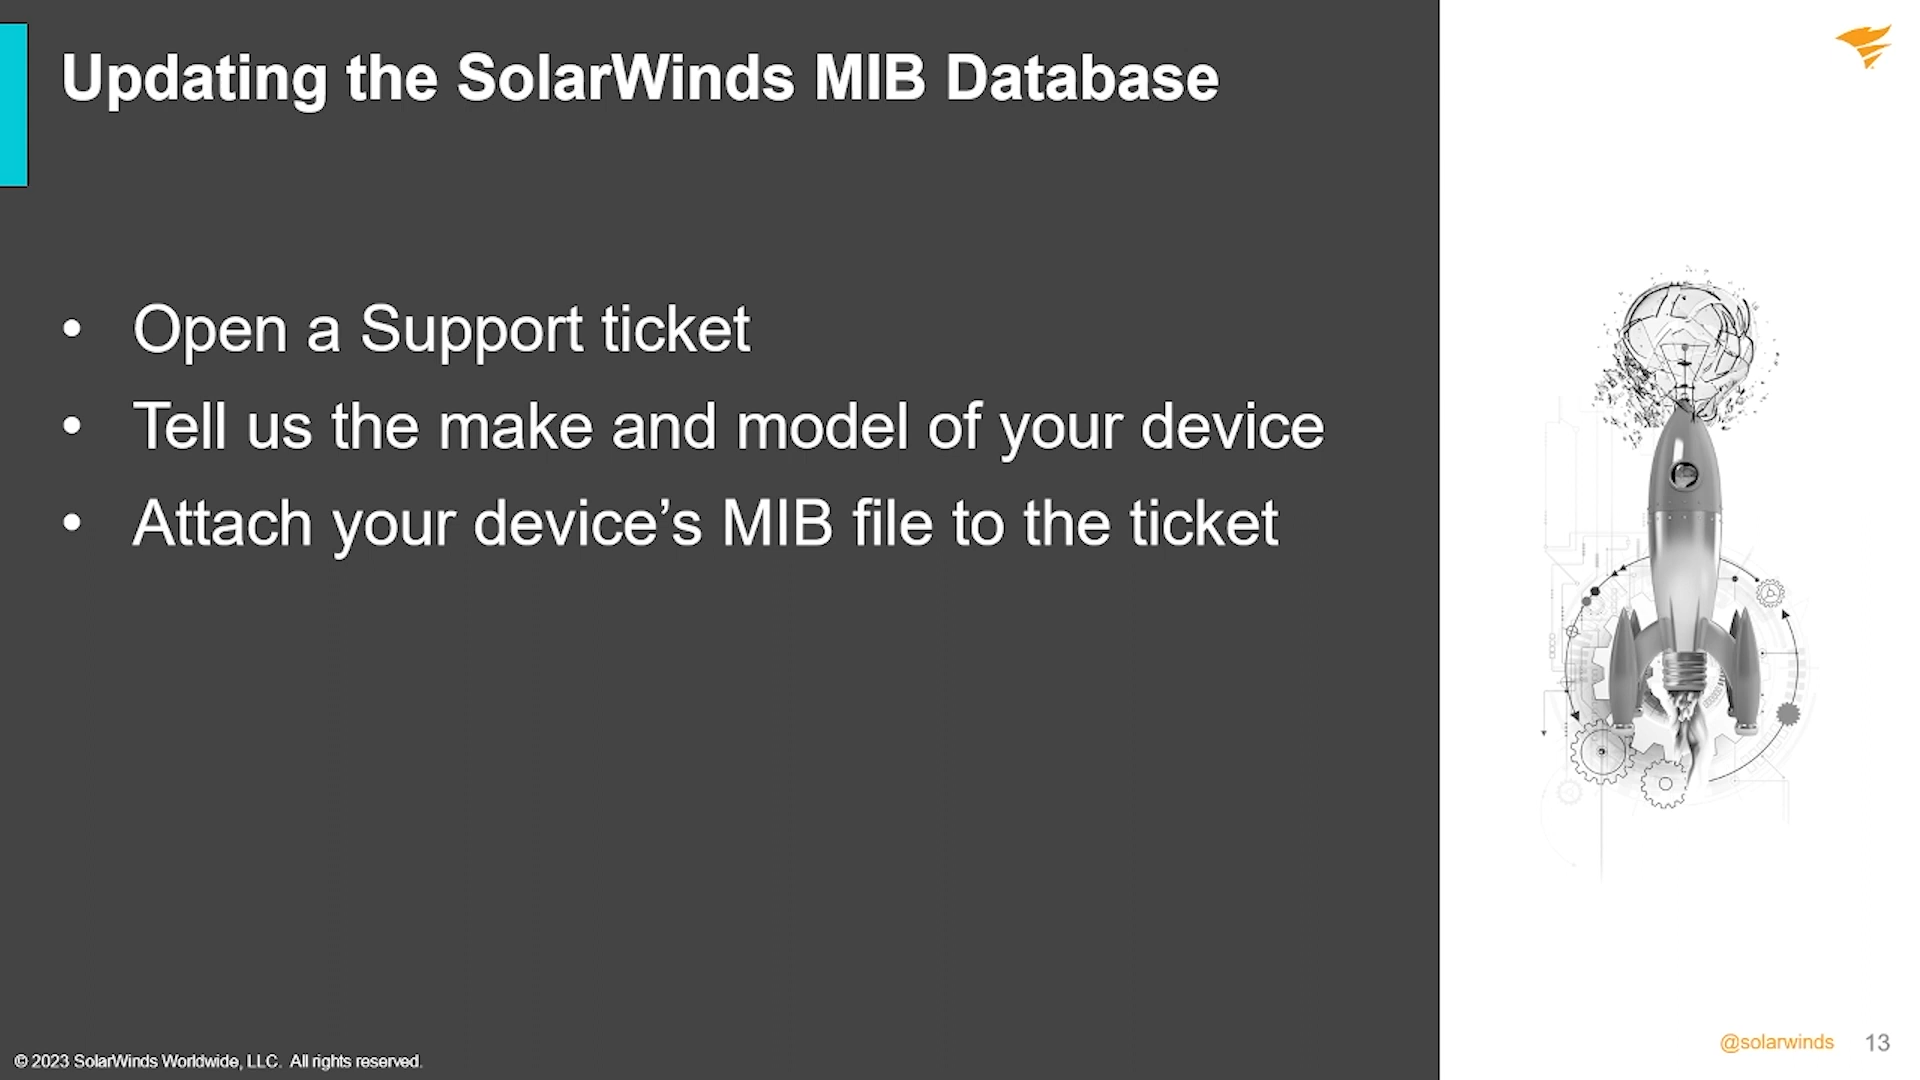 Updating the SolarWinds MIB Database
• Open a Support ticket
• Tell us the make and model of your device
• Attach your device’s MIB file to the ticket
© 2023 SolarWinds Worldwide, LLC. All rights reserved.
@solarwinds 13